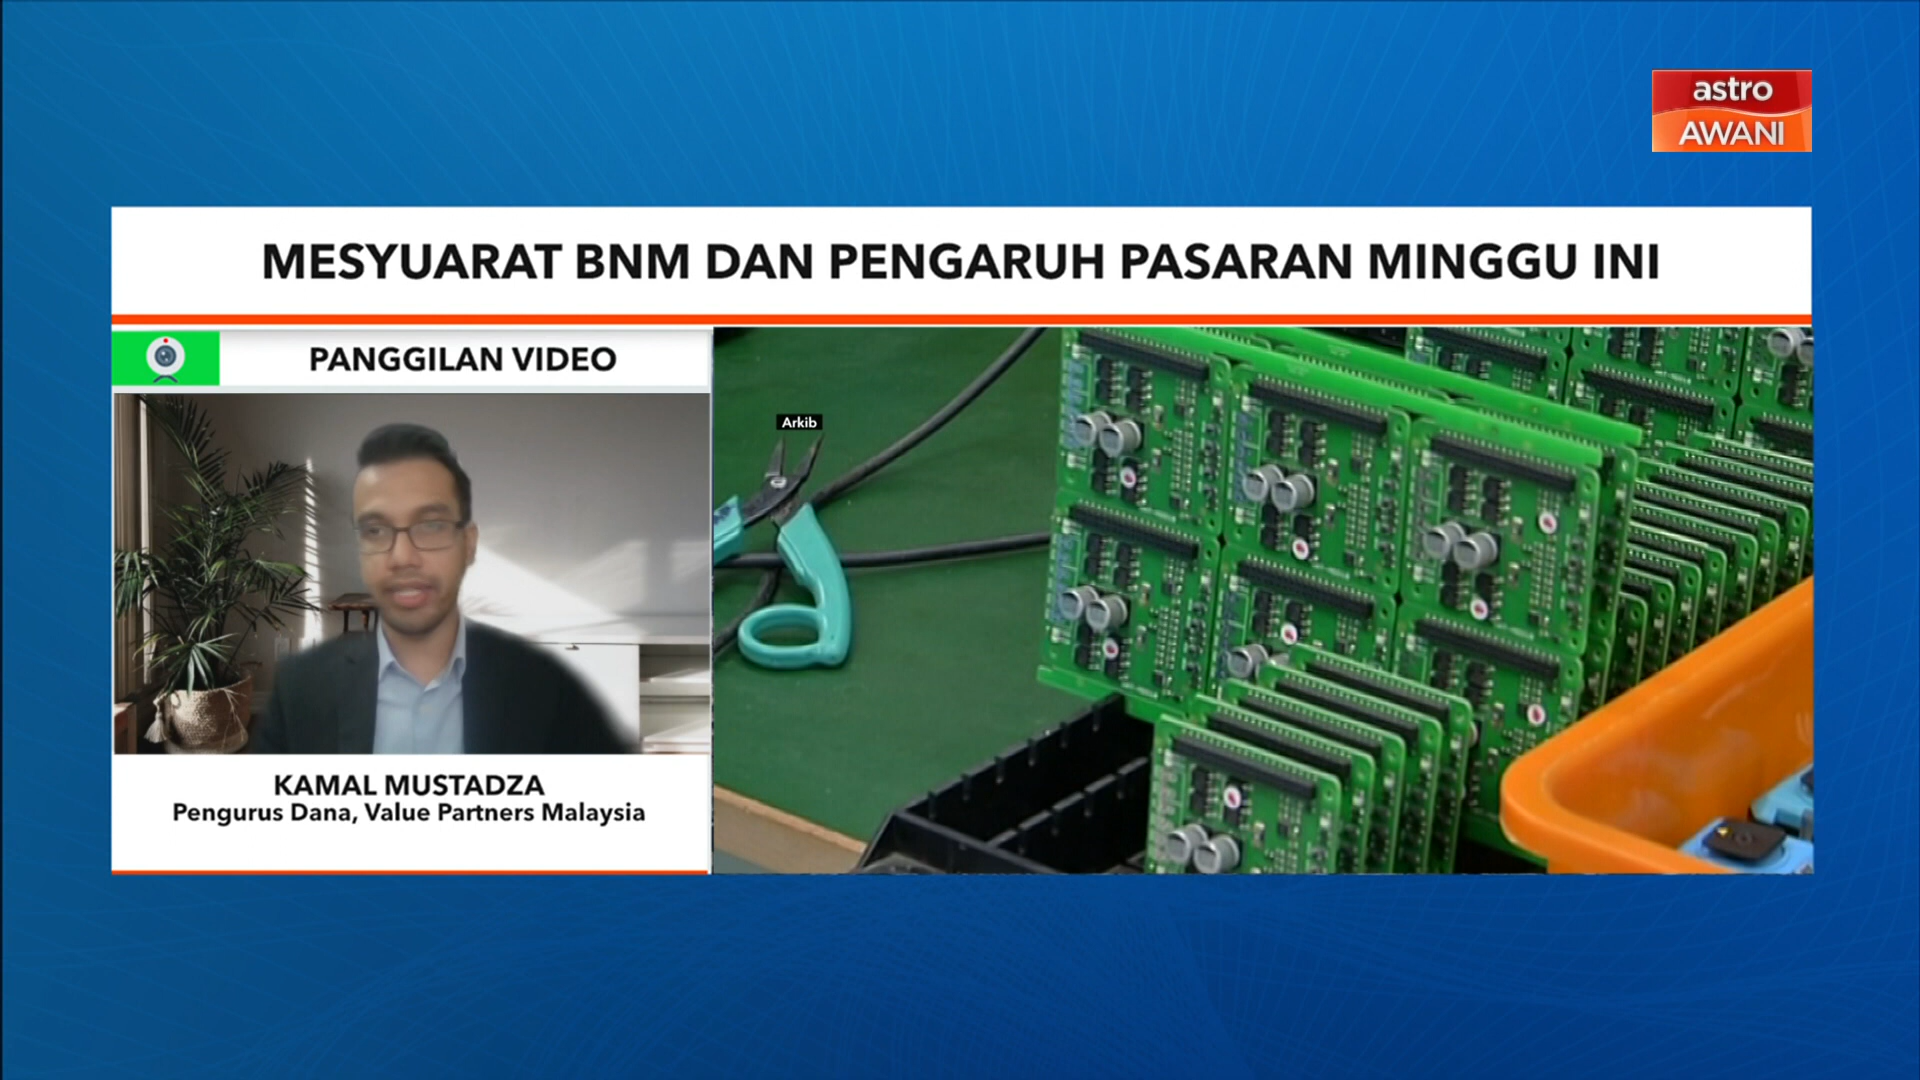 astro
AWANI
MESYUARAT BNM DAN PENGARUH PASARAN MINGGU INI
PANGGILAN VIDEO
Arkib
KAMAL MUSTADZA
Pengurus Dana, Value Partners Malaysia